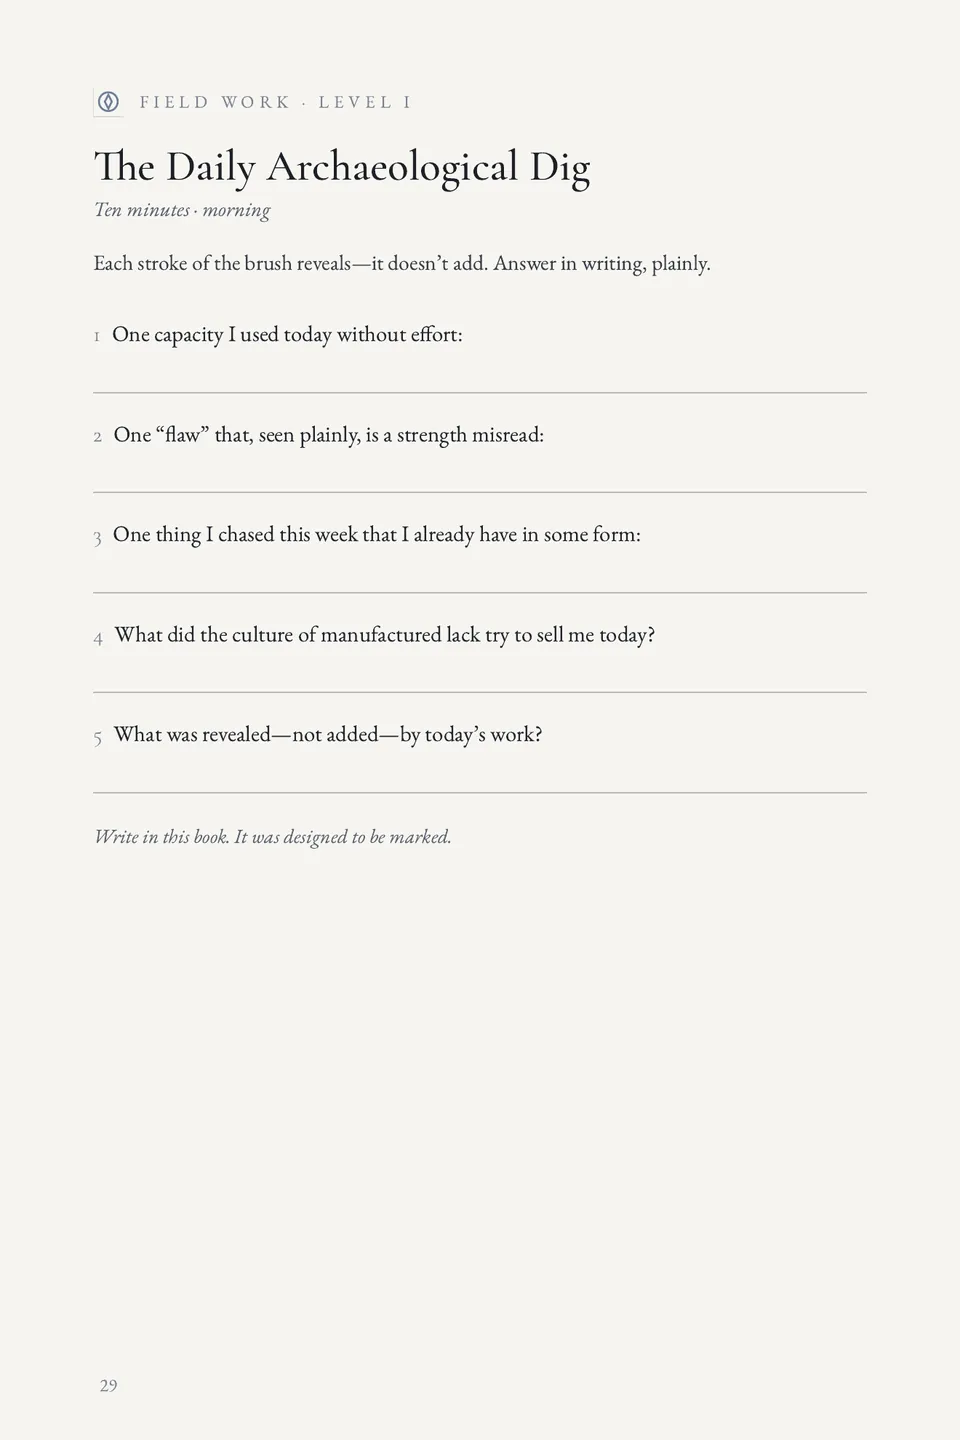 FIELD WORK · LEVEL I
The Daily Archaeological Dig
Ten minutes · morning
Each stroke of the brush reveals—it doesn’t add. Answer in writing, plainly.
1 One capacity I used today without effort:
2 One “flaw” that, seen plainly, is a strength misread:
3 One thing I chased this week that I already have in some form:
4 What did the culture of manufactured lack try to sell me today?
5 What was revealed—not added—by today’s work?
Write in this book. It was designed to be marked.
29